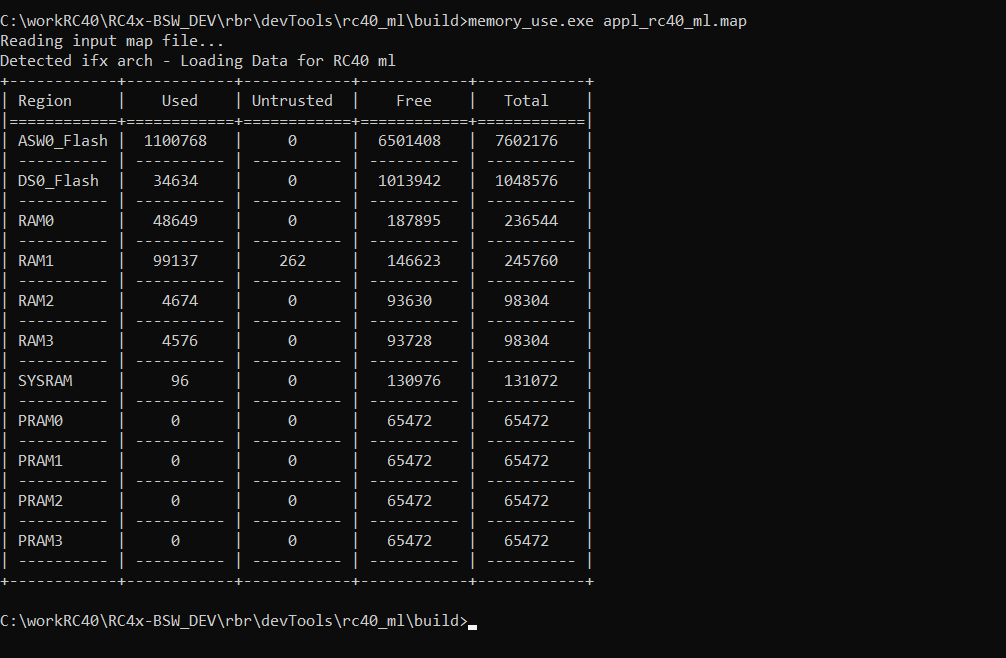 C:\workRC40\RC4x-BSW_DEV\rbr\devTools\rc40_ml\build>memory_use.exe appl_rc40_ml.map
Reading input map file...
Detected ifx arch - Loading Data for RC40 ml
+------------+------------+------------+------------+------------+
| Region     |    Used    | Untrusted  |    Free    |   Total    |
|============+============+============+============+============|
| ASW0_Flash |  1100768   |     0      |  6501408   |  7602176   |
| ---------- | ---------- | ---------- | ---------- | ---------- |
| DS0_Flash  |   34634    |     0      |  1013942   |  1048576   |
| ---------- | ---------- | ---------- | ---------- | ---------- |
| RAM0       |   48649    |     0      |   187895   |   236544   |
| ---------- | ---------- | ---------- | ---------- | ---------- |
| RAM1       |   99137    |    262     |   146623   |   245760   |
| ---------- | ---------- | ---------- | ---------- | ---------- |
| RAM2       |    4674    |     0      |   93630    |   98304    |
| ---------- | ---------- | ---------- | ---------- | ---------- |
| RAM3       |    4576    |     0      |   93728    |   98304    |
| ---------- | ---------- | ---------- | ---------- | ---------- |
| SYSRAM     |     96     |     0      |   130976   |   131072   |
| ---------- | ---------- | ---------- | ---------- | ---------- |
| PRAM0      |     0      |     0      |   65472    |   65472    |
| ---------- | ---------- | ---------- | ---------- | ---------- |
| PRAM1      |     0      |     0      |   65472    |   65472    |
| ---------- | ---------- | ---------- | ---------- | ---------- |
| PRAM2      |     0      |     0      |   65472    |   65472    |
| ---------- | ---------- | ---------- | ---------- | ---------- |
| PRAM3      |     0      |     0      |   65472    |   65472    |
| ---------- | ---------- | ---------- | ---------- | ---------- |
+------------+------------+------------+------------+------------+
C:\workRC40\RC4x-BSW_DEV\rbr\devTools\rc40_ml\build>